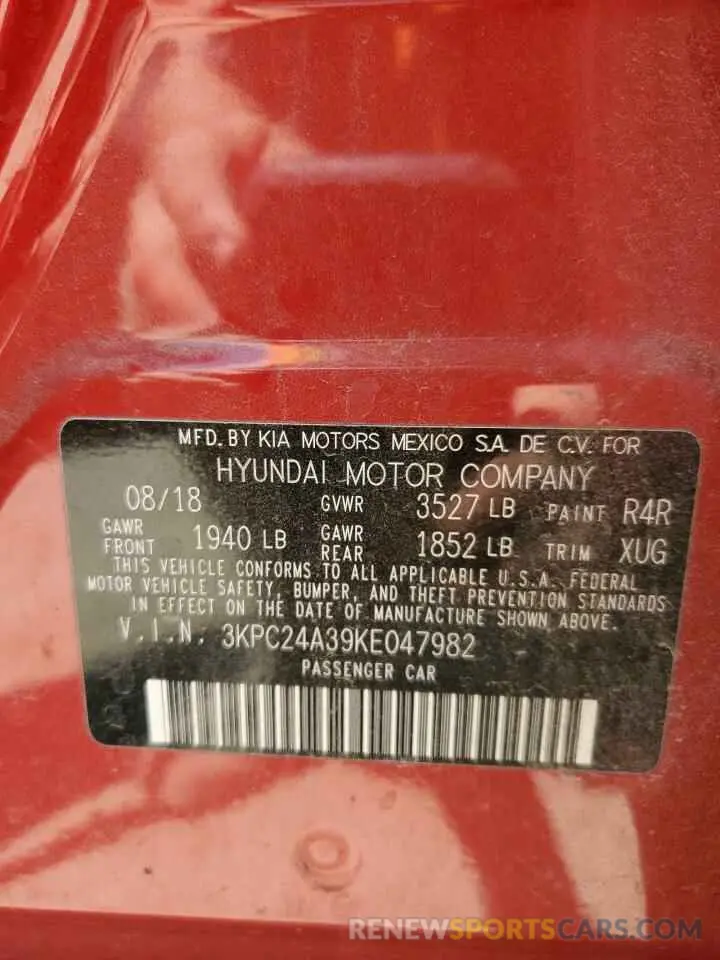 MFD. BY KIA MOTORS MEXICO S.A. DE C.V. FOR
HYUNDAI MOTOR COMPANY
08/18 GVWR 3527 LB PAINT R4R
GAWR FRONT 1940 LB GAWR REAR 1852 LB TRIM XUG
THIS VEHICLE CONFORMS TO ALL APPLICABLE U.S.A. FEDERAL
MOTOR VEHICLE SAFETY, BUMPER, AND THEFT PREVENTION STANDARDS
IN EFFECT ON THE DATE OF MANUFACTURE SHOWN ABOVE.
V.I.N. 3KPC24A39KE047982
PASSENGER CAR
RENEWSPORTSCARS.COM